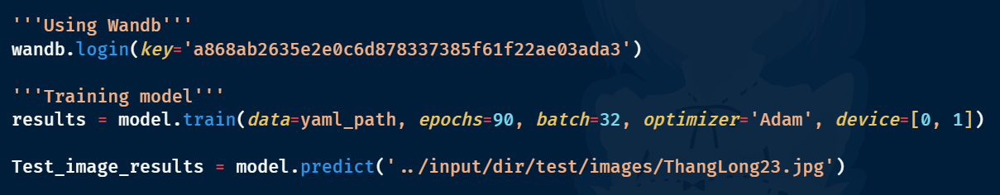 '''Using Wandb'''
wandb.login(key='a868ab2635e2e0c6d878337385f61f22ae03ada3')
'''Training model'''
results = model.train(data=yaml_path, epochs=90, batch=32, optimizer='Adam', device=[0, 1])
Test_image_results = model.predict('../input/dir/test/images/ThangLong23.jpg')